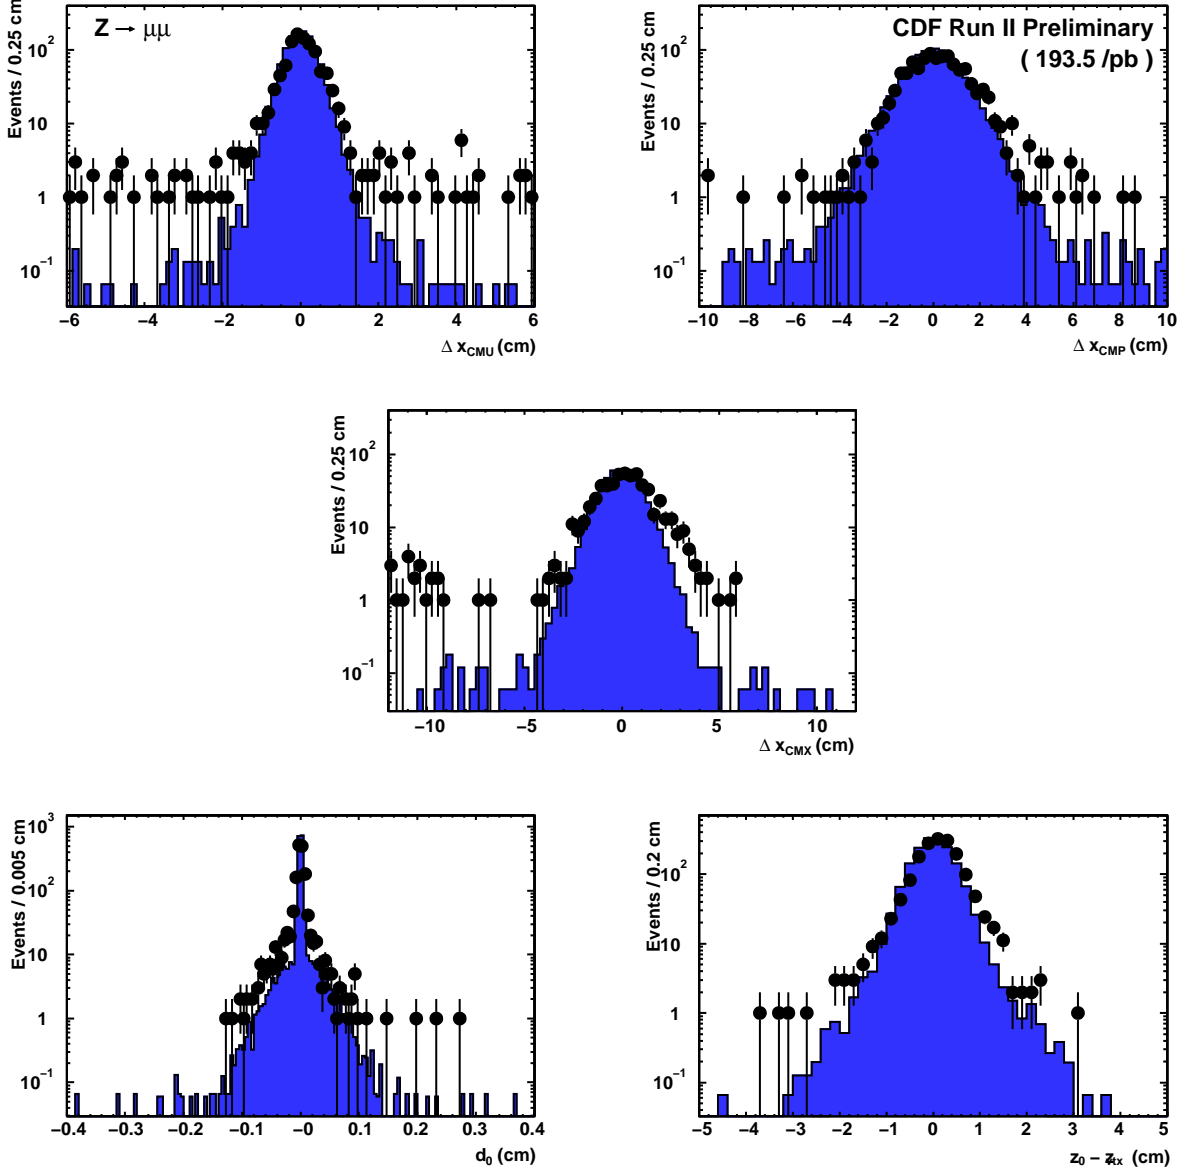 Z → μμ
Events / 0.25 cm
10²
10
1
10⁻¹
−6 −4 −2 0 2 4 6
Δ x_CMU (cm)
CDF Run II Preliminary
( 193.5 /pb )
Events / 0.25 cm
10²
10
1
10⁻¹
−10 −8 −6 −4 −2 0 2 4 6 8 10
Δ x_CMP (cm)
Events / 0.25 cm
10²
10
1
10⁻¹
−10 −5 0 5 10
Δ x_CMX (cm)
Events / 0.005 cm
10³
10²
10
1
10⁻¹
−0.4 −0.3 −0.2 −0.1 −0 0.1 0.2 0.3 0.4
d₀ (cm)
Events / 0.2 cm
10²
10
1
10⁻¹
−5 −4 −3 −2 −1 0 1 2 3 4 5
z₀ − z (cm)